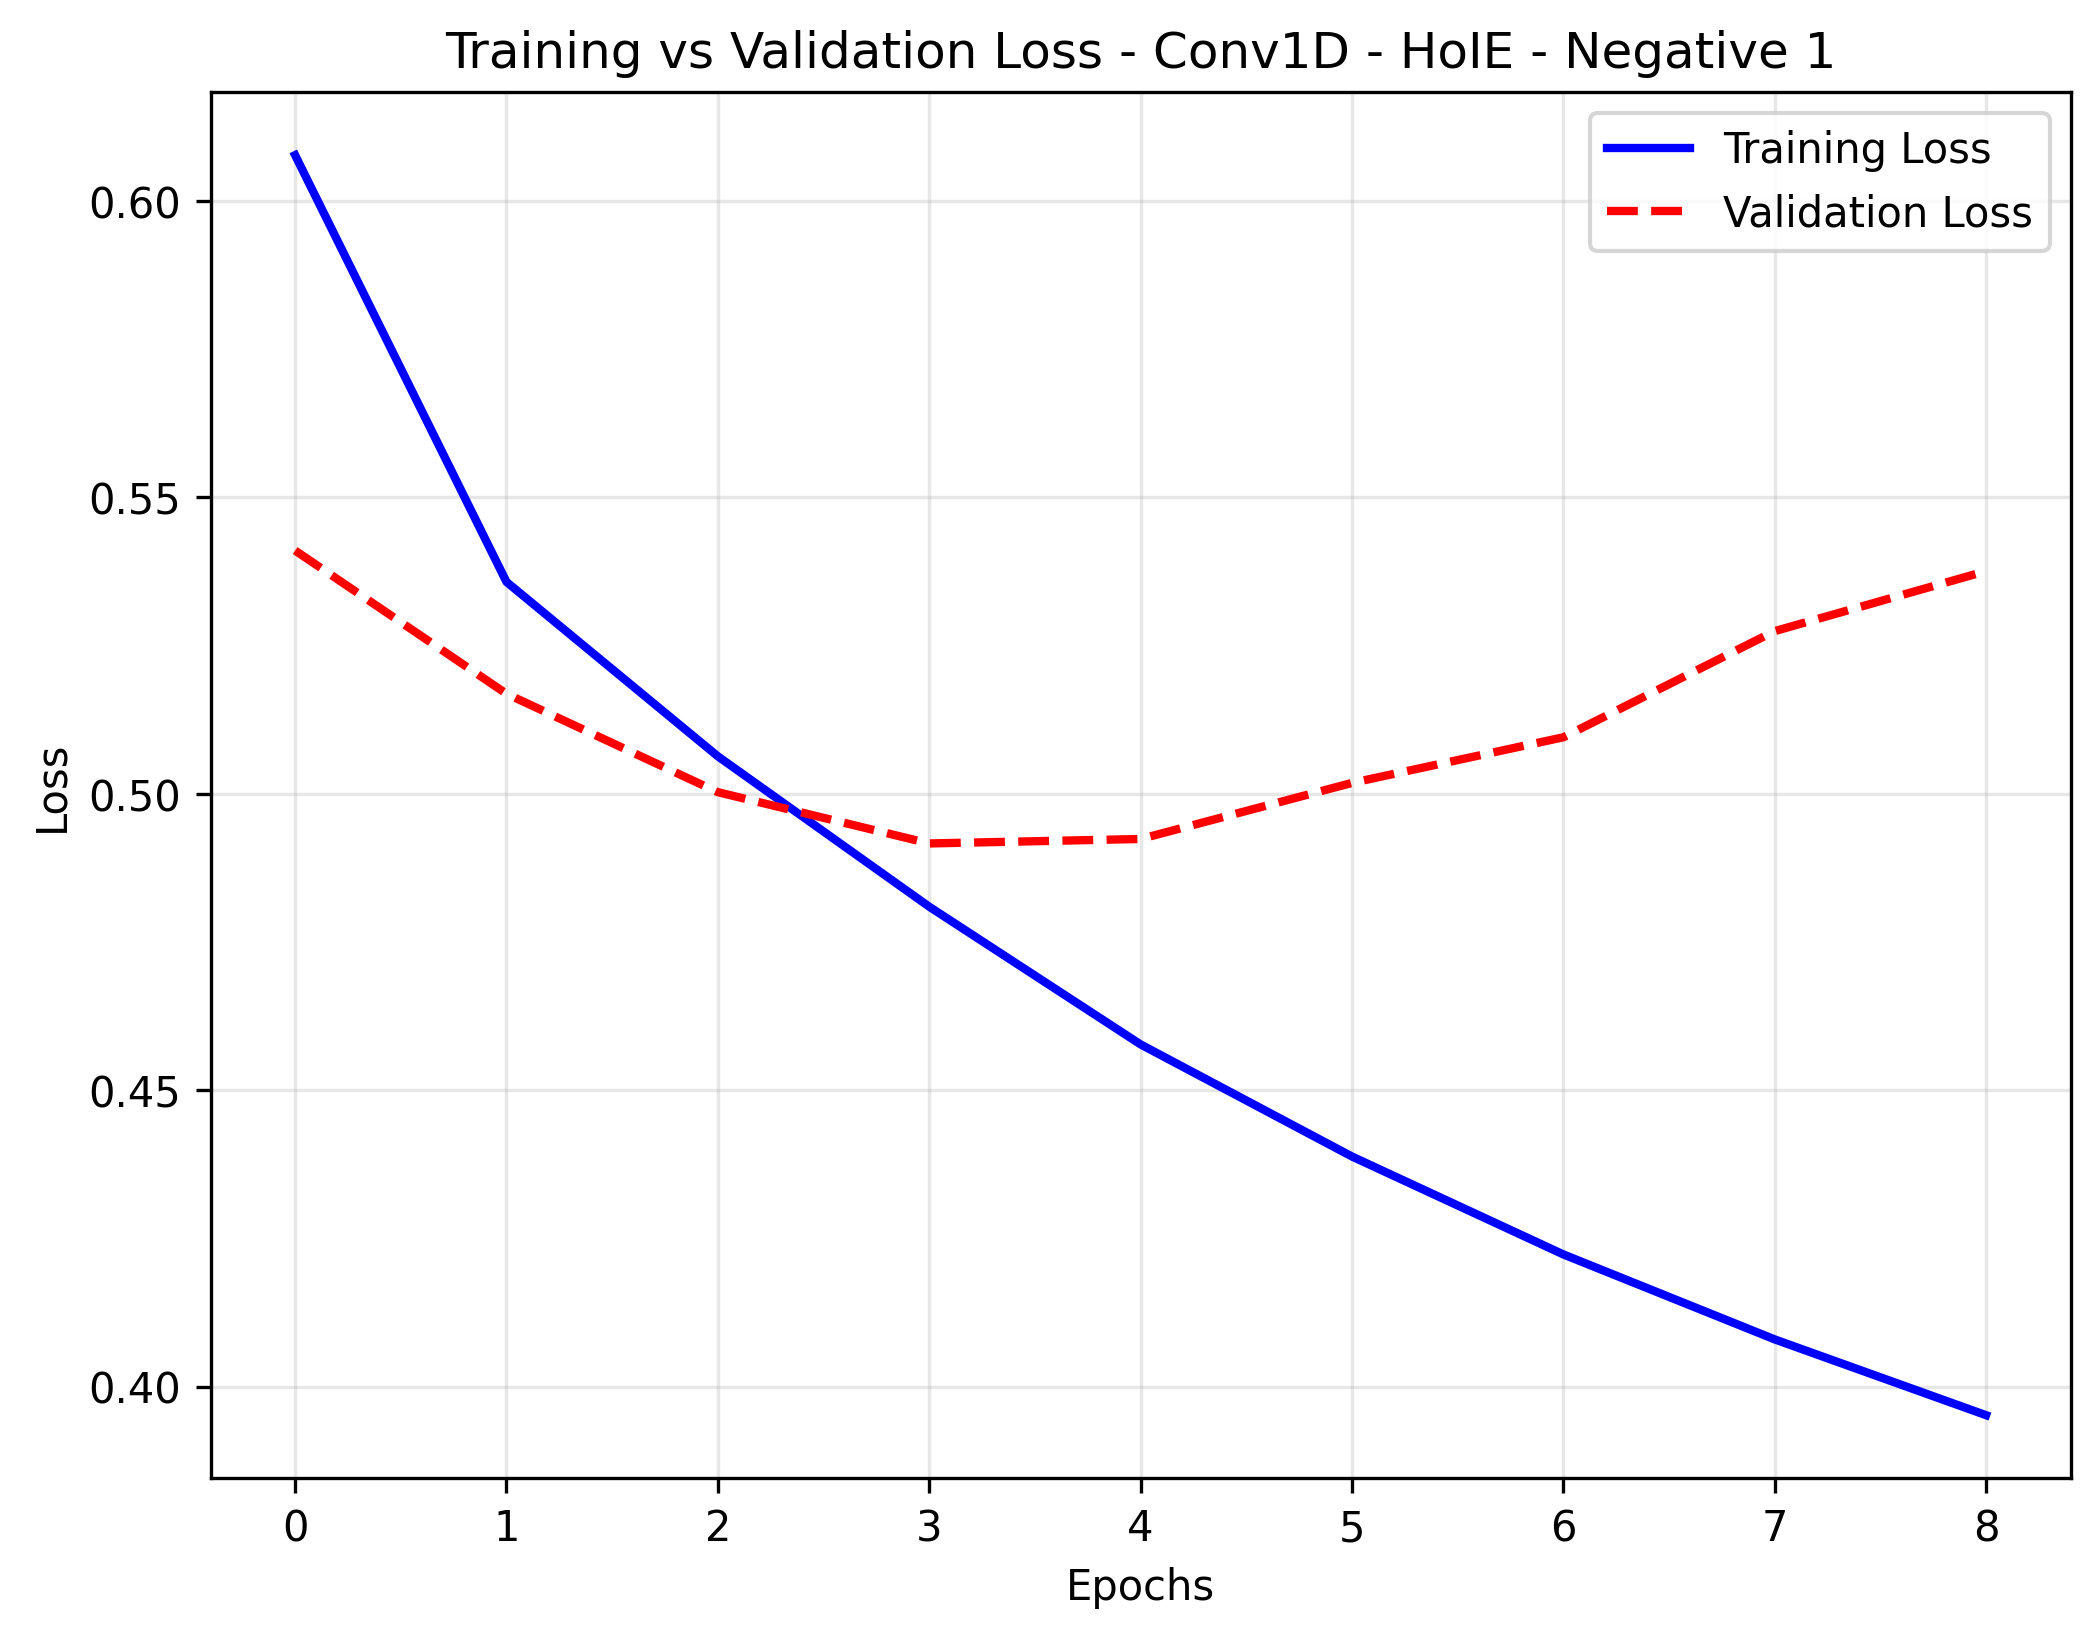 Training vs Validation Loss - Conv1D - HolE - Negative 1
Training Loss
Validation Loss
Loss
0.60
0.55
0.50
0.45
0.40
0 1 2 3 4 5 6 7 8
Epochs